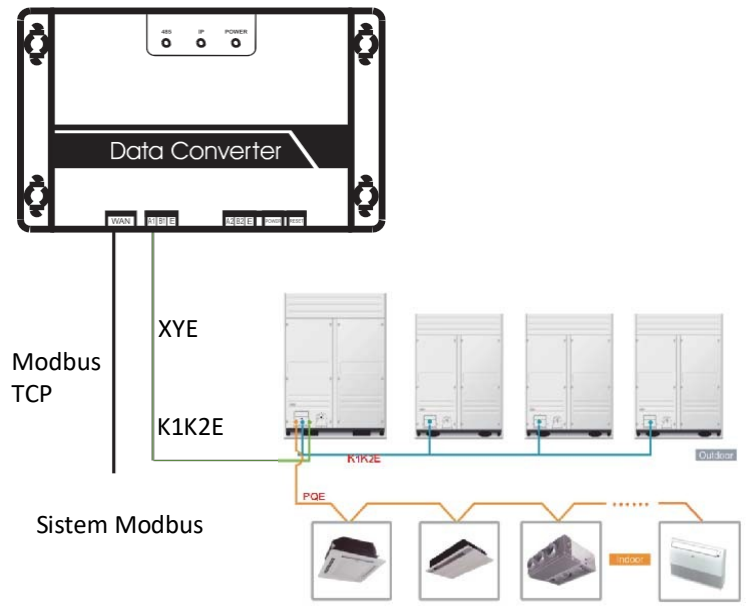 485 IP POWER
Data Converter
WAN A1 B1 E A2 B2 E POWER RESET
XYE
Modbus
TCP
K1K2E
K1K2E
Outdoor
PQE
Sistem Modbus
Indoor